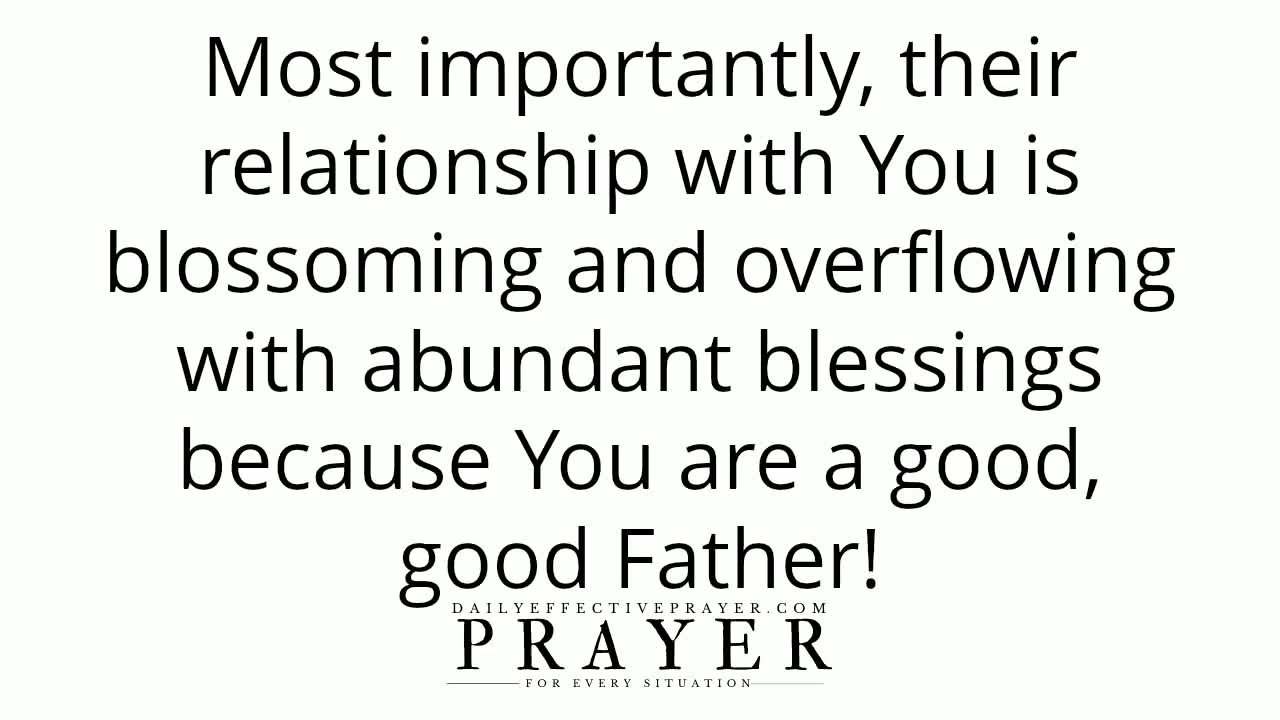 Most importantly, their
relationship with You is
blossoming and overflowing
with abundant blessings
because You are a good,
good Father!
DAILYEFFECTIVEPRAYER.COM
PRAYER
FOR EVERY SITUATION